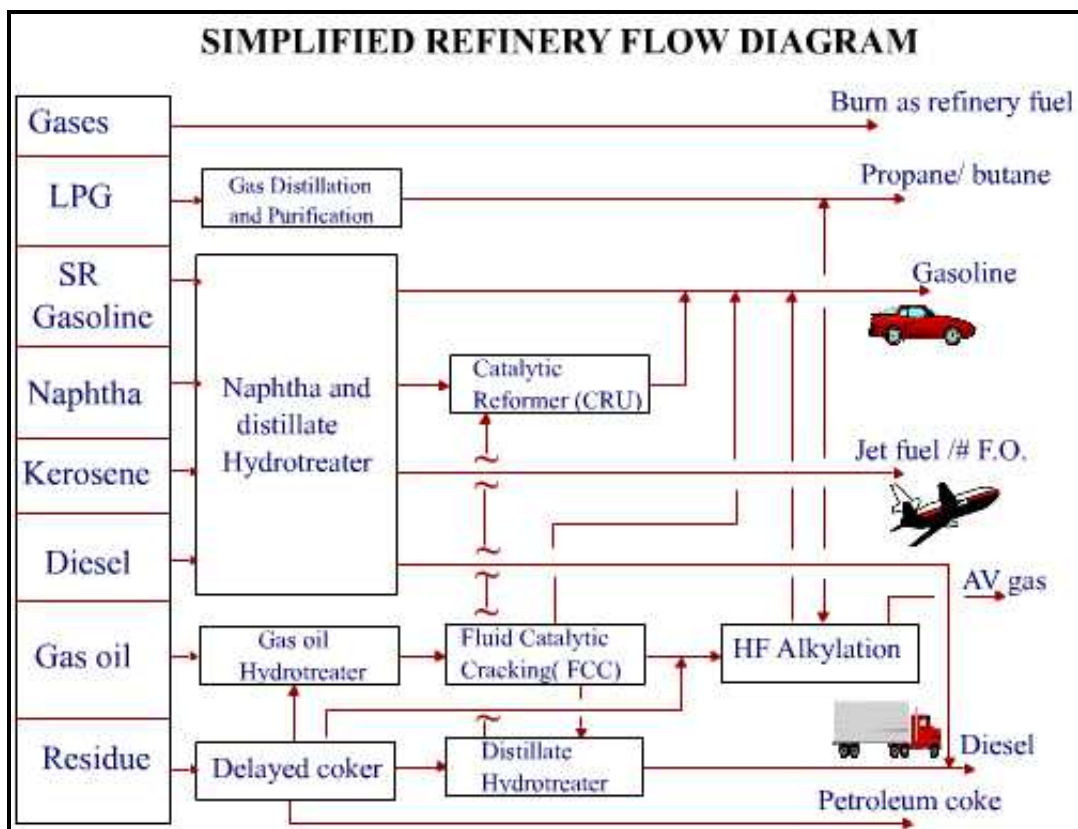 SIMPLIFIED REFINERY FLOW DIAGRAM
Gases
Burn as refinery fuel
LPG
Gas Distillation
and Purification
Propane/ butane
SR
Gasoline
Gasoline
Naphtha
Naphtha and
distillate
Hydrotreater
Catalytic
Reformer (CRU)
Kerosene
Jet fuel /# F.O.
Diesel
AV gas
Gas oil
Gas oil
Hydrotreater
Fluid Catalytic
Cracking( FCC)
HF Alkylation
Residue
Delayed coker
Distillate
Hydrotreater
Diesel
Petroleum coke